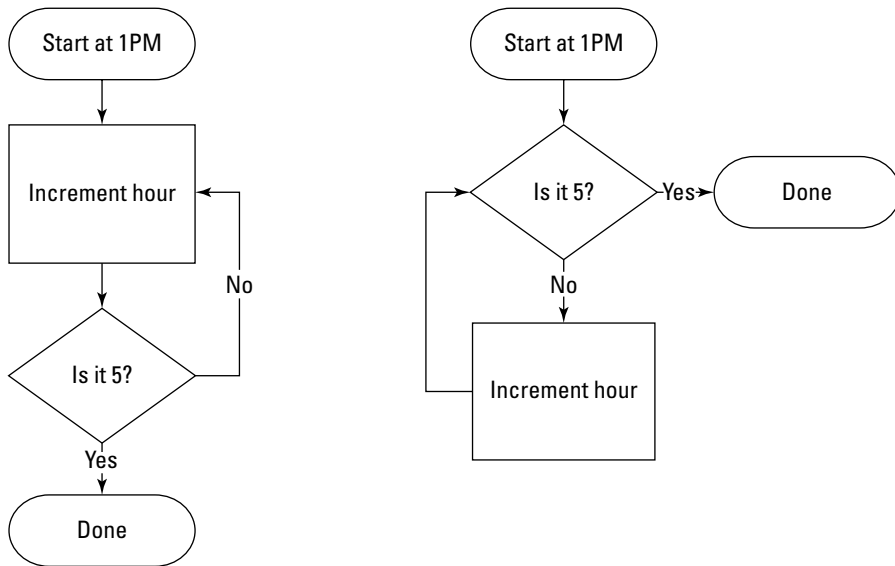 Start at 1PM
Increment hour
No
Is it 5?
Yes
Done
Start at 1PM
Is it 5?
Yes
Done
No
Increment hour